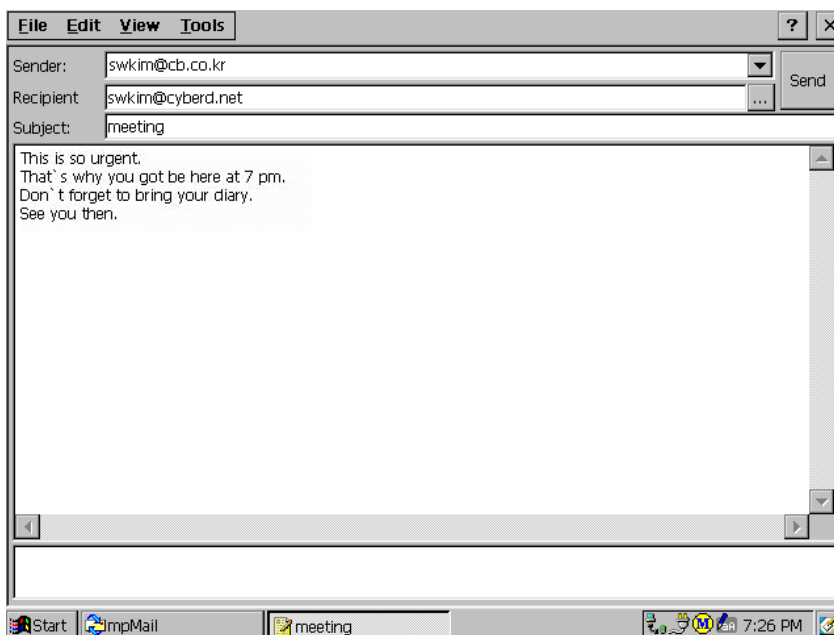 File Edit View Tools ? ×
Sender: swkim@cb.co.kr
Send
Recipient swkim@cyberd.net ...
Subject: meeting
This is so urgent.
That`s why you got be here at 7 pm.
Don`t forget to bring your diary.
See you then.
Start ImpMail meeting M 7:26 PM